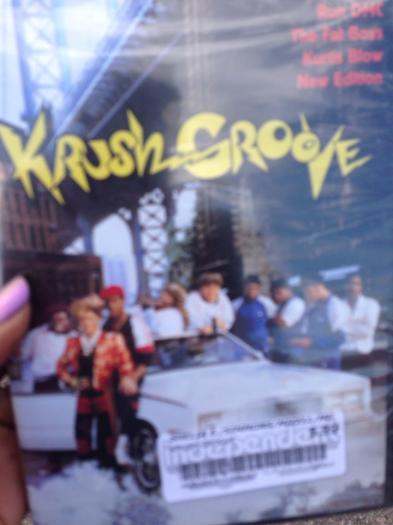 Run DMC
The Fat Boys
Kurtis Blow
New Edition
KRUSH GROOVE
Independent